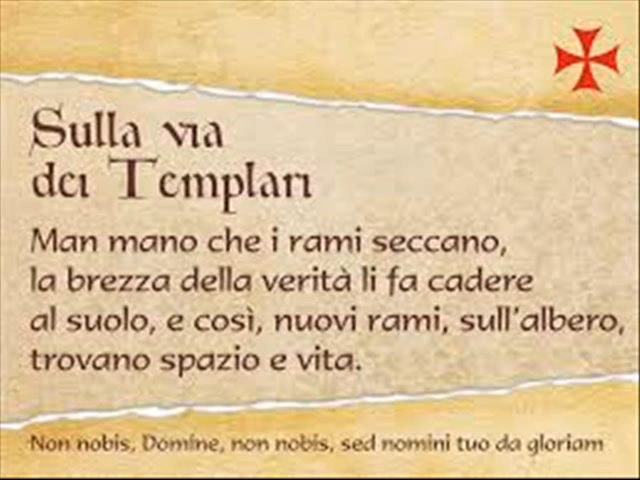 Sulla via
dei Templari
Man mano che i rami seccano,
la brezza della verità li fa cadere
al suolo, e così, nuovi rami, sull'albero,
trovano spazio e vita.
Non nobis, Domine, non nobis, sed nomini tuo da gloriam